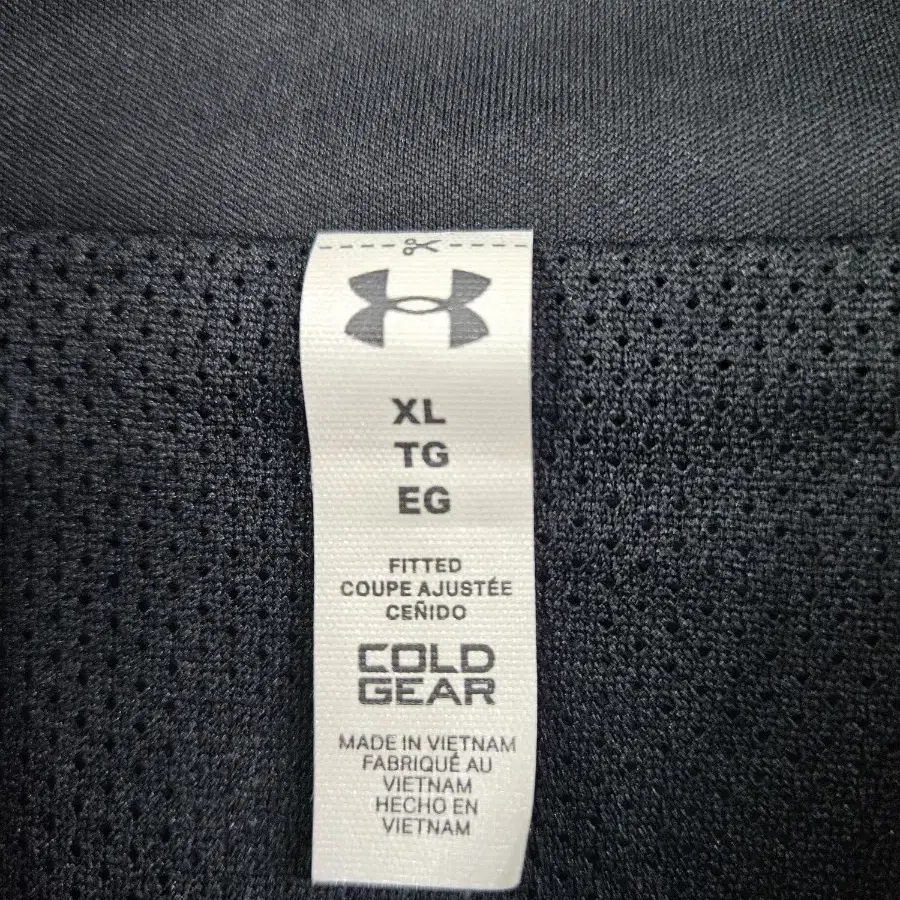 XL
TG
EG
FITTED
COUPE AJUSTÉE
CEÑIDO
COLD
GEAR
MADE IN VIETNAM
FABRIQUÉ AU
VIETNAM
HECHO EN
VIETNAM